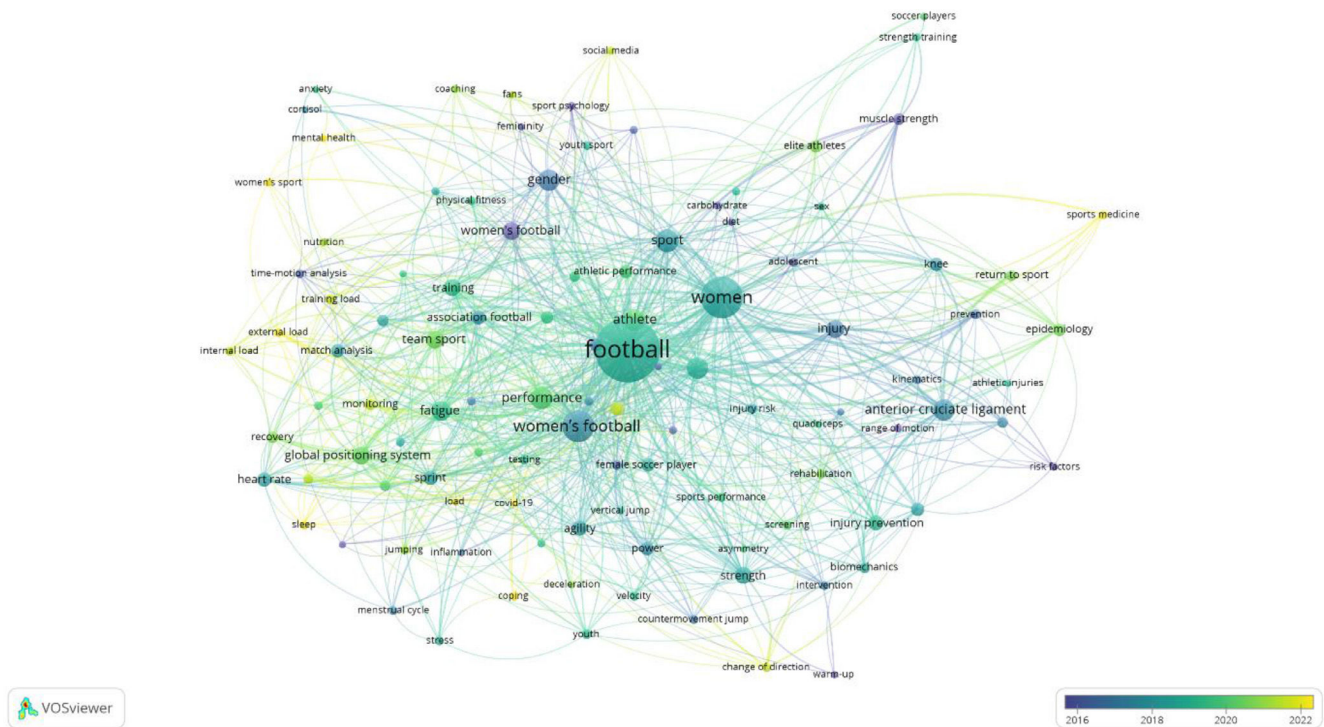 soccer players
strength training
social media
anxiety
coaching
fans
cortisol
sport psychology
muscle strength
femininity
mental health
youth sport
elite athletes
women's sport
gender
physical fitness
carbohydrate
sex
sports medicine
diet
women's football
sport
nutrition
adolescent
knee
time-motion analysis
athletic performance
return to sport
training
training load
women
association football
athlete
prevention
external load
team sport
injury
epidemiology
internal load
match analysis
football
kinematics
athletic injuries
performance
monitoring
fatigue
injury risk
anterior cruciate ligament
women's football
quadriceps
range of motion
recovery
global positioning system
testing
female soccer player
risk factors
heart rate
sprint
rehabilitation
load
covid-19
sports performance
vertical jump
sleep
agility
screening
injury prevention
jumping
inflammation
power
asymmetry
biomechanics
strength
deceleration
intervention
coping
velocity
menstrual cycle
countermovement jump
stress
youth
change of direction
warm-up
VOSviewer
2016 2018 2020 2022